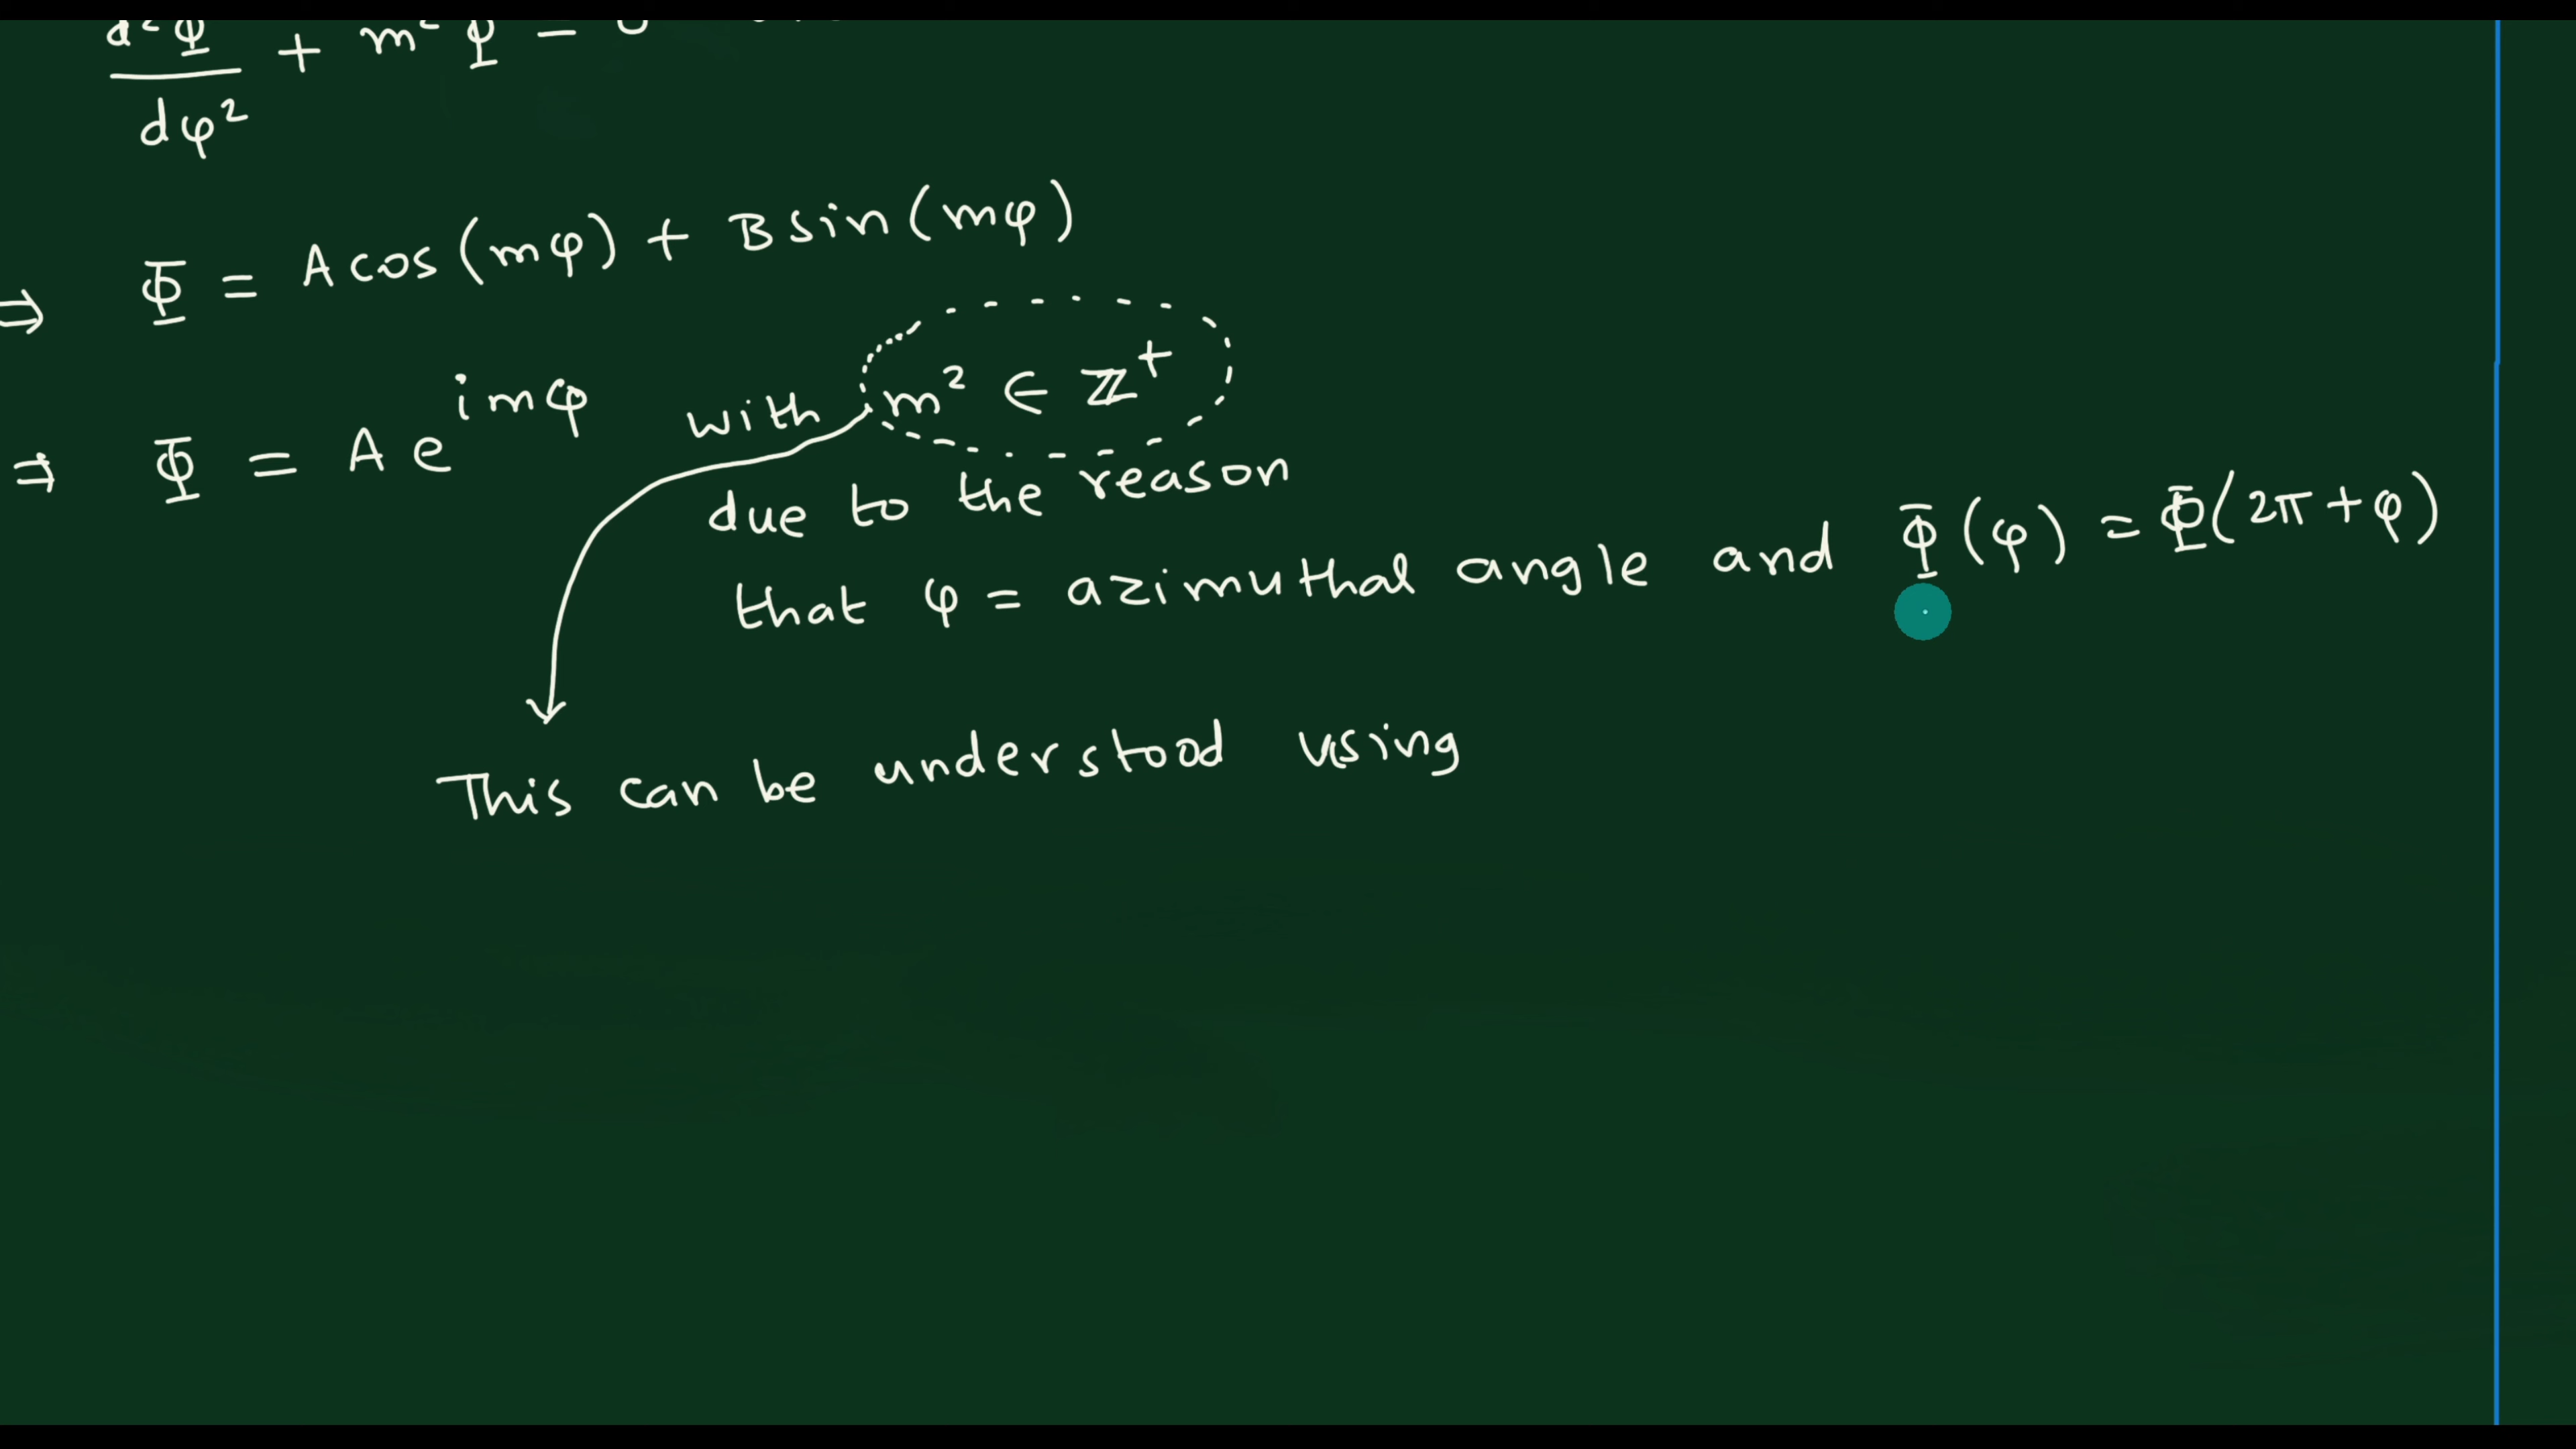 d²Φ/dφ² + m²Φ = 0
⇒ Φ = A cos(mφ) + B sin(mφ)
⇒ Φ = A e^{imφ} with m² ∈ ℤ⁺
due to the reason
that φ = azimuthal angle and Φ(φ) = Φ(2π+φ)
This can be understood using